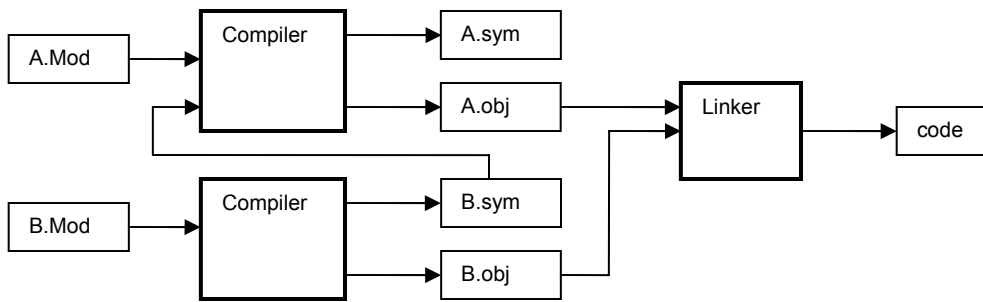 Compiler
A.sym
A.Mod
A.obj
Linker
code
Compiler
B.sym
B.Mod
B.obj